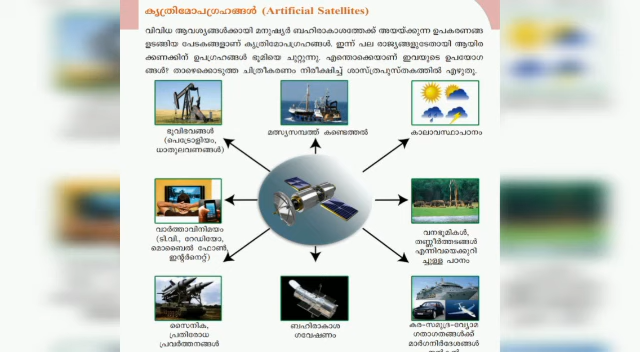 കൃത്രിമോപഗ്രഹങ്ങൾ (Artificial Satellites)
വിവിധ ആവശ്യങ്ങൾക്കായി മനുഷ്യർ ബഹിരാകാശത്തേക്ക് അയയ്ക്കുന്ന ഉപകരണങ്ങ
ളടങ്ങിയ പേടകങ്ങളാണ് കൃത്രിമോപഗ്രഹങ്ങൾ. ഇന്ന് പല രാജ്യങ്ങളുടേതായി ആയിര
ക്കണക്കിന് ഉപഗ്രഹങ്ങൾ ഭൂമിയെ ചുറ്റുന്നു. എന്തൊക്കെയാണ് ഇവയുടെ ഉപയോഗ
ങ്ങൾ? താഴെക്കൊടുത്ത ചിത്രീകരണം നിരീക്ഷിച്ച് ശാസ്ത്രപുസ്തകത്തിൽ എഴുതൂ.
ഭൂവിഭവങ്ങൾ
(പെട്രോളിയം,
ധാതുലവണങ്ങൾ)
മത്സ്യസമ്പത്ത് കണ്ടെത്തൽ
കാലാവസ്ഥാപഠനം
വാർത്താവിനിമയം
(ടി.വി., റേഡിയോ,
മൊബൈൽ ഫോൺ,
ഇന്റർനെറ്റ്)
വനഭൂമികൾ,
തണ്ണീർത്തടങ്ങൾ
എന്നിവയെക്കുറി
ച്ചുള്ള പഠനം
സൈനിക,
പ്രതിരോധ
പ്രവർത്തനങ്ങൾ
ബഹിരാകാശ
ഗവേഷണം
കര-സമുദ്ര-വ്യോമ
ഗതാഗതങ്ങൾക്ക്
മാർഗനിർദേശങ്ങൾ